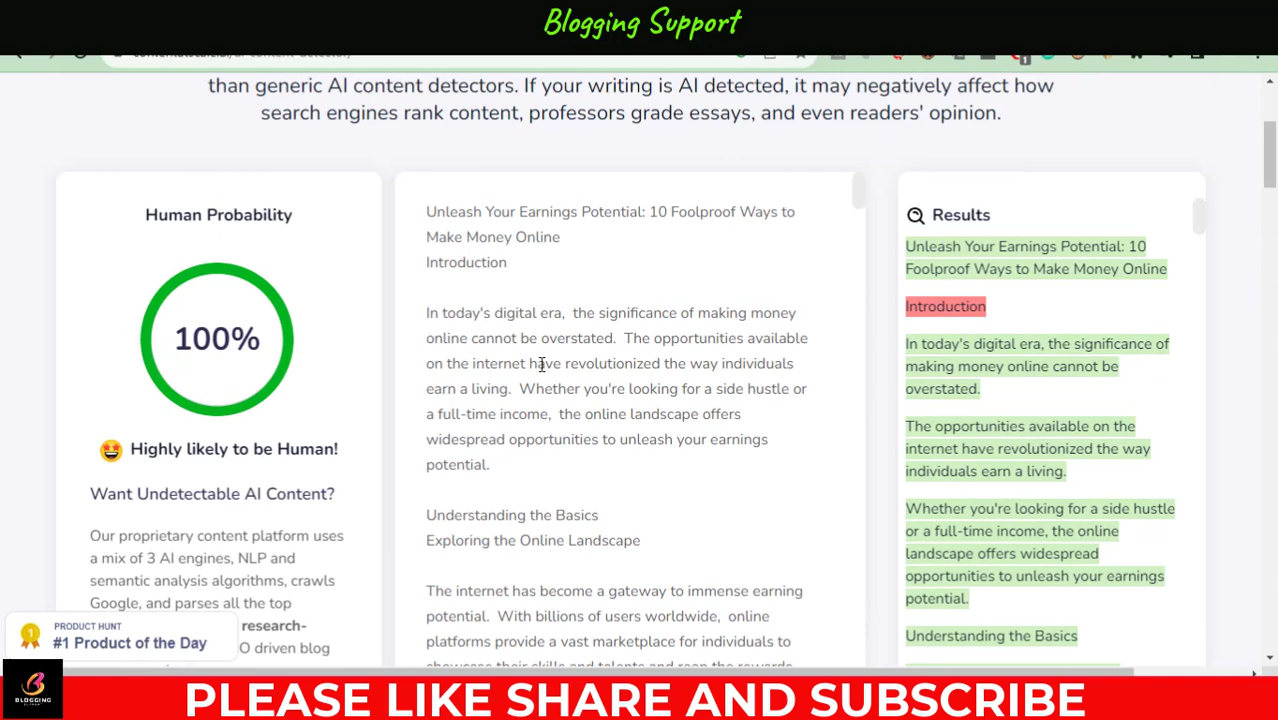 Blogging Support
than generic AI content detectors. If your writing is AI detected, it may negatively affect how
search engines rank content, professors grade essays, and even readers' opinion.
Human Probability
100%
Highly likely to be Human!
Want Undetectable AI Content?
Our proprietary content platform uses
a mix of 3 AI engines, NLP and
semantic analysis algorithms, crawls
Google, and parses all the top
research-
O driven blog
PRODUCT HUNT
#1 Product of the Day
1
BLOGGING
Unleash Your Earnings Potential: 10 Foolproof Ways to
Make Money Online
Introduction
In today's digital era,  the significance of making money
online cannot be overstated.  The opportunities available
on the internet have revolutionized the way individuals
earn a living.  Whether you're looking for a side hustle or
a full-time income,  the online landscape offers
widespread opportunities to unleash your earnings
potential.
Understanding the Basics
Exploring the Online Landscape
The internet has become a gateway to immense earning
potential.  With billions of users worldwide,  online
platforms provide a vast marketplace for individuals to
showcase their skills and talents and reap the rewards
Results
Unleash Your Earnings Potential: 10
Foolproof Ways to Make Money Online
Introduction
In today's digital era, the significance of
making money online cannot be
overstated.
The opportunities available on the
internet have revolutionized the way
individuals earn a living.
Whether you're looking for a side hustle
or a full-time income, the online
landscape offers widespread
opportunities to unleash your earnings
potential.
Understanding the Basics
PLEASE LIKE SHARE AND SUBSCRIBE